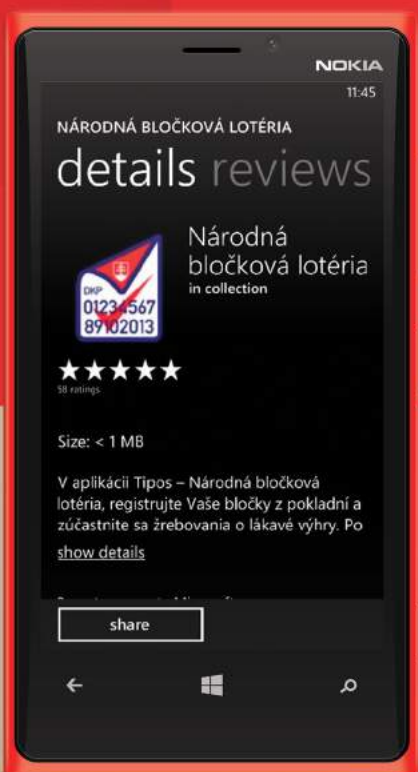 NOKIA
11:45
NÁRODNÁ BLOČKOVÁ LOTÉRIA
details reviews
Národná
bločková lotéria
in collection
DKP
01234567
89102013
58 ratings
Size: < 1 MB
V aplikácii Tipos – Národná bločková
lotéria, registrujte Vaše bločky z pokladní a
zúčastnite sa žrebovania o lákavé výhry. Po
show details
share